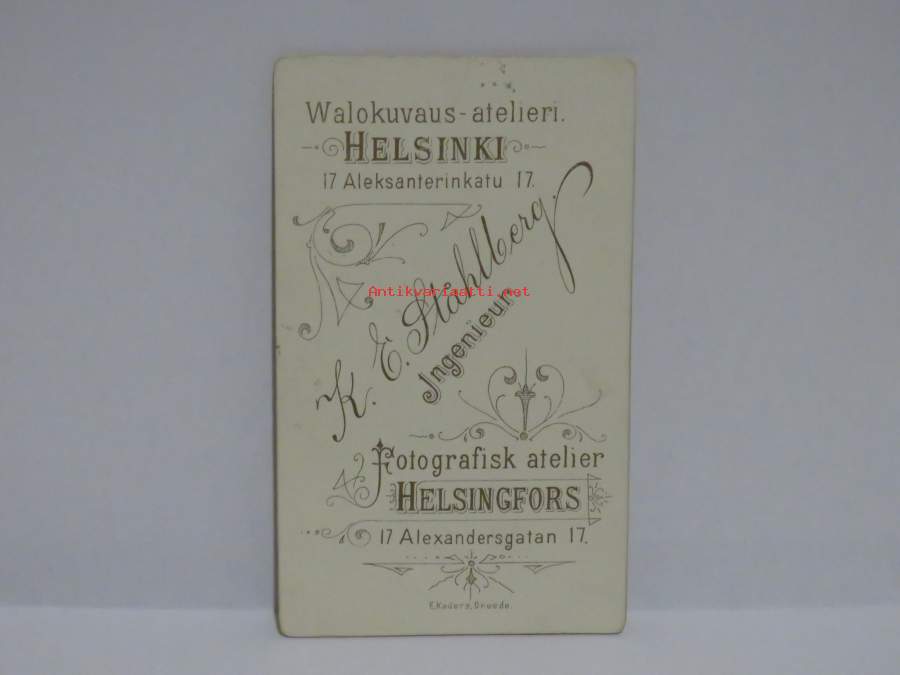 Walokuvaus-atelieri.
HELSINKI
17 Aleksanterinkatu 17.
K. E. Ståhlberg.
Ingenieur
Antikvariaatti.net
Fotografisk atelier
HELSINGFORS
17 Alexandersgatan 17.